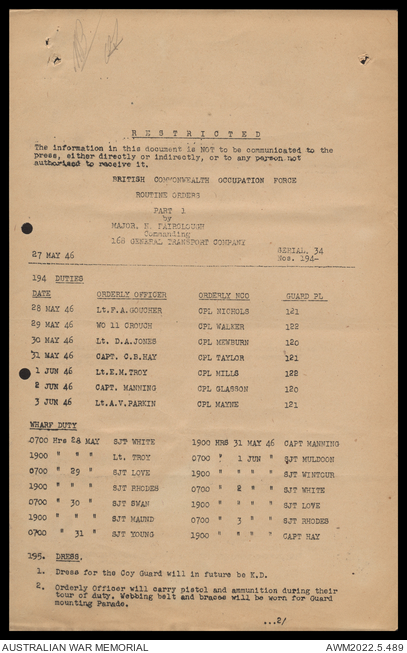 R E S T R I C T E D
The information in this document is NOT to be communicated to the
press, either directly or indirectly, or to any person not
authorised to receive it.
BRITISH COMMONWEALTH OCCUPATION FORCE
ROUTINE ORDERS
PART 1
by
MAJOR. N. FAIRCLOUGH
Commanding
168 GENERAL TRANSPORT COMPANY
27 MAY 46 SERIAL. 34
Nos. 194-
194 DUTIES
DATE ORDERLY OFFICER ORDERLY NCO GUARD PL
28 MAY 46 Lt.F.A.GOUCHER CPL NICHOLS 121
29 MAY 46 WO 11 CROUCH CPL WALKER 122
30 MAY 46 Lt. D.A.JONES CPL MEWBURN 120
31 MAY 46 CAPT. C.B.HAY CPL TAYLOR 121
1 JUN 46 Lt.E.M.TROY CPL MILLS 122
2 JUN 46 CAPT. MANNING CPL GLASSON 120
3 JUN 46 Lt.A.V.PARKIN CPL MAYNE 121
WHARF DUTY
0700 Hrs 28 MAY SJT WHITE 1900 HRS 31 MAY 46 CAPT MANNING
1900 " " " Lt. TROY 0700 " 1 JUN " SJT MULDOON
0700 " 29 " SJT LOVE 1900 " " " " SJT WINTOUR
1900 " " " SJT RHODES 0700 " 2 " " SJT WHITE
0700 " 30 " SJT SWAN 1900 " " " " SJT LOVE
1900 " " " SJT MAUND 0700 " 3 " " SJT RHODES
0700 " 31 " SJT YOUNG 1900 " " " " CAPT HAY
195. DRESS.
1. Dress for the Coy Guard will in future be K.D.
2. Orderly Officer will carry pistol and ammunition during their
tour of duty. Webbing belt and braces will be worn for Guard
mounting Parade.
...2/
AUSTRALIAN WAR MEMORIAL AWM2022.5.489